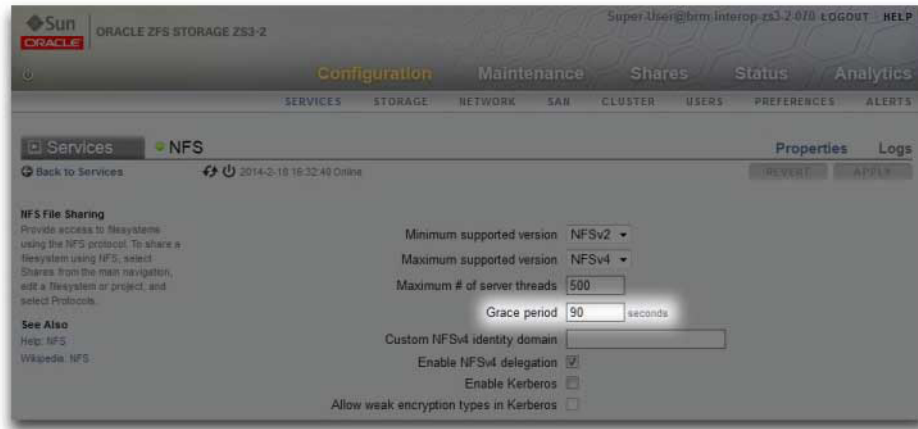 Sun
ORACLE
ORACLE ZFS STORAGE ZS3-2
Super-User@brm-interop-zs3-2-070 LOGOUT HELP
Configuration Maintenance Shares Status Analytics
SERVICES STORAGE NETWORK SAN CLUSTER USERS PREFERENCES ALERTS
Services NFS Properties Logs
Back to Services 2014-2-18 16:32:40 Online REVERT APPLY
NFS File Sharing
Provide access to filesystems
using the NFS protocol. To share a
filesystem using NFS, select
Shares from the main navigation,
edit a filesystem or project, and
select Protocols.
See Also
Help: NFS
Wikipedia: NFS
Minimum supported version NFSv2
Maximum supported version NFSv4
Maximum # of server threads 500
Grace period 90 seconds
Custom NFSv4 identity domain
Enable NFSv4 delegation
Enable Kerberos
Allow weak encryption types in Kerberos